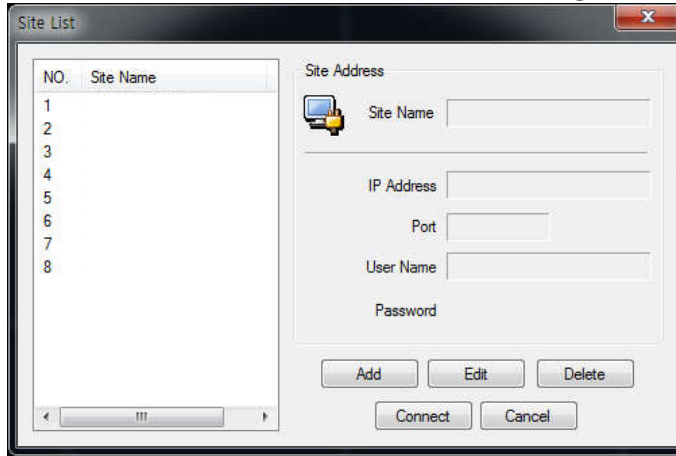 Site List
NO. Site Name
1
2
3
4
5
6
7
8
Site Address
Site Name
IP Address
Port
User Name
Password
Add Edit Delete
Connect Cancel